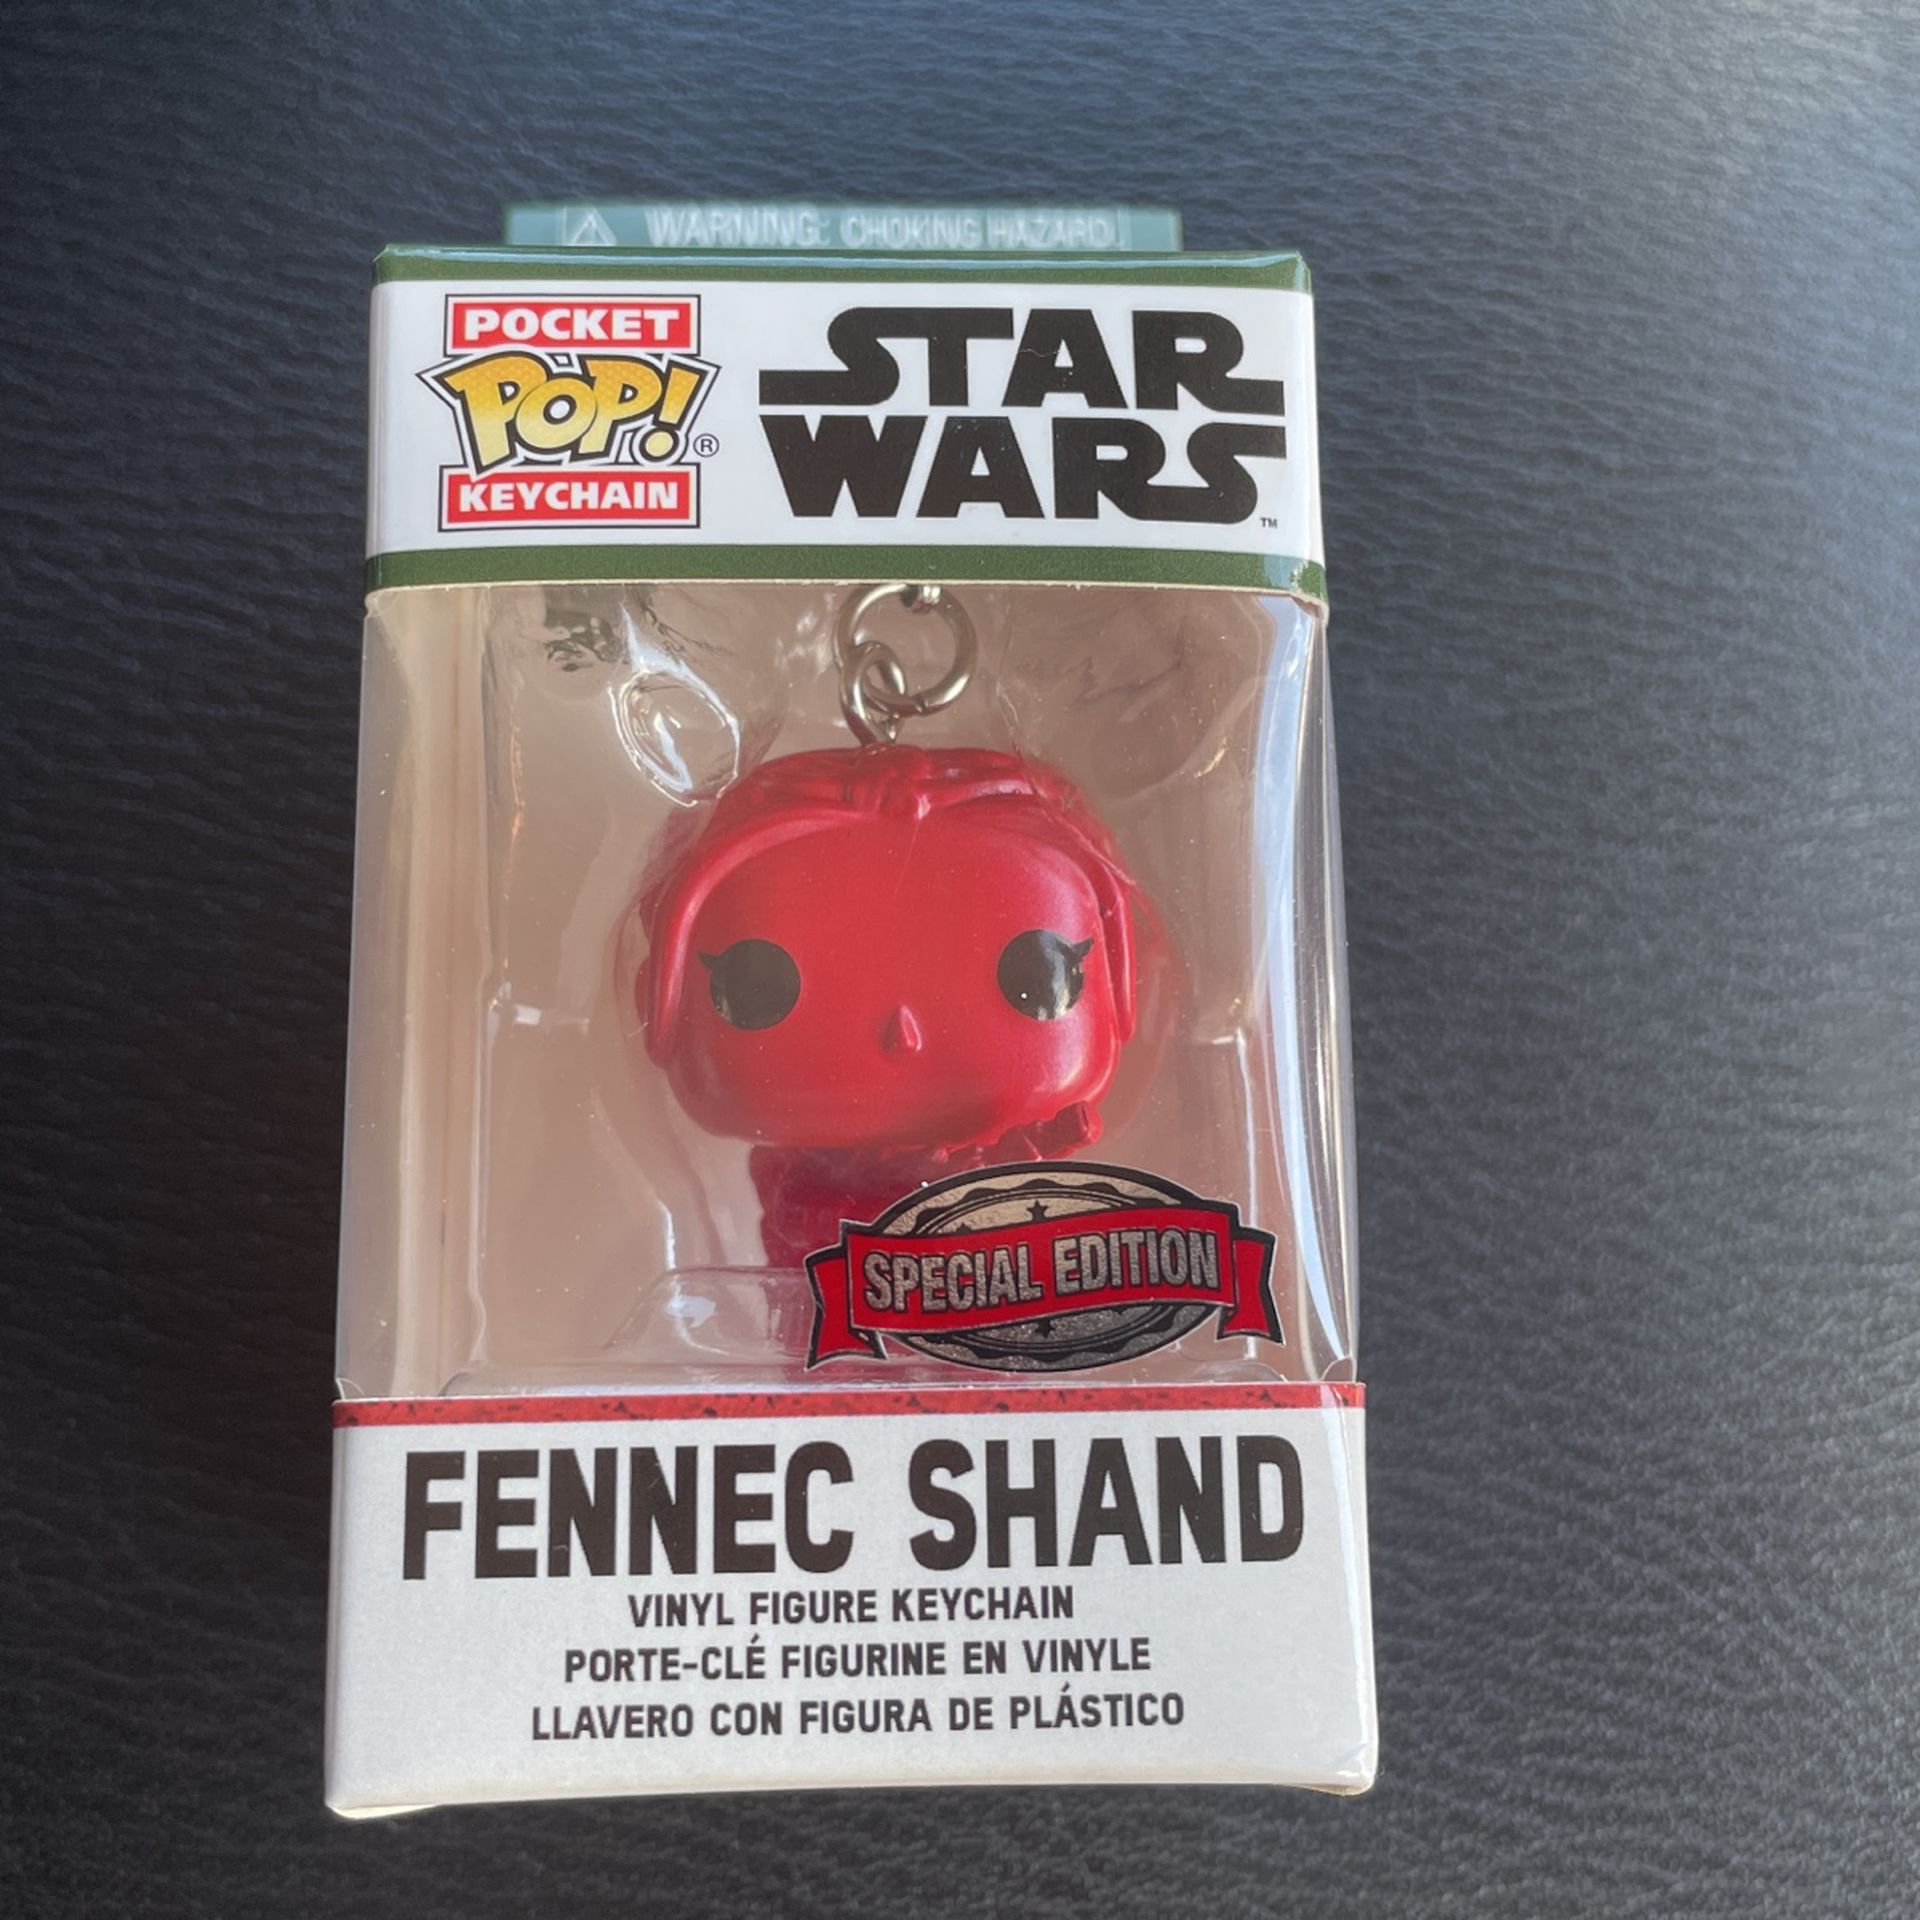 WARNING: CHOKING HAZARD.
POCKET
POP!®
KEYCHAIN
STAR
WARS™
SPECIAL EDITION
FENNEC SHAND
VINYL FIGURE KEYCHAIN
PORTE-CLÉ FIGURINE EN VINYLE
LLAVERO CON FIGURA DE PLÁSTICO